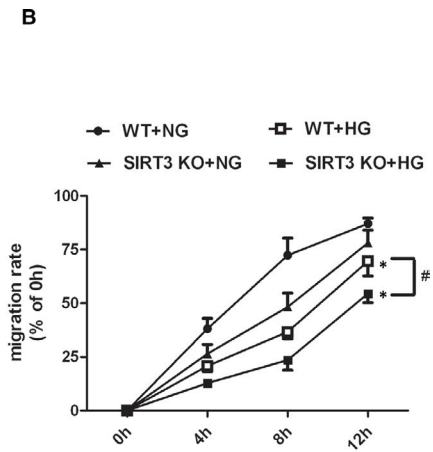 B
WT+NG
WT+HG
SIRT3 KO+NG
SIRT3 KO+HG
migration rate
(% of 0h)
100
75
50
25
0
*
*
#
0h
4h
8h
12h